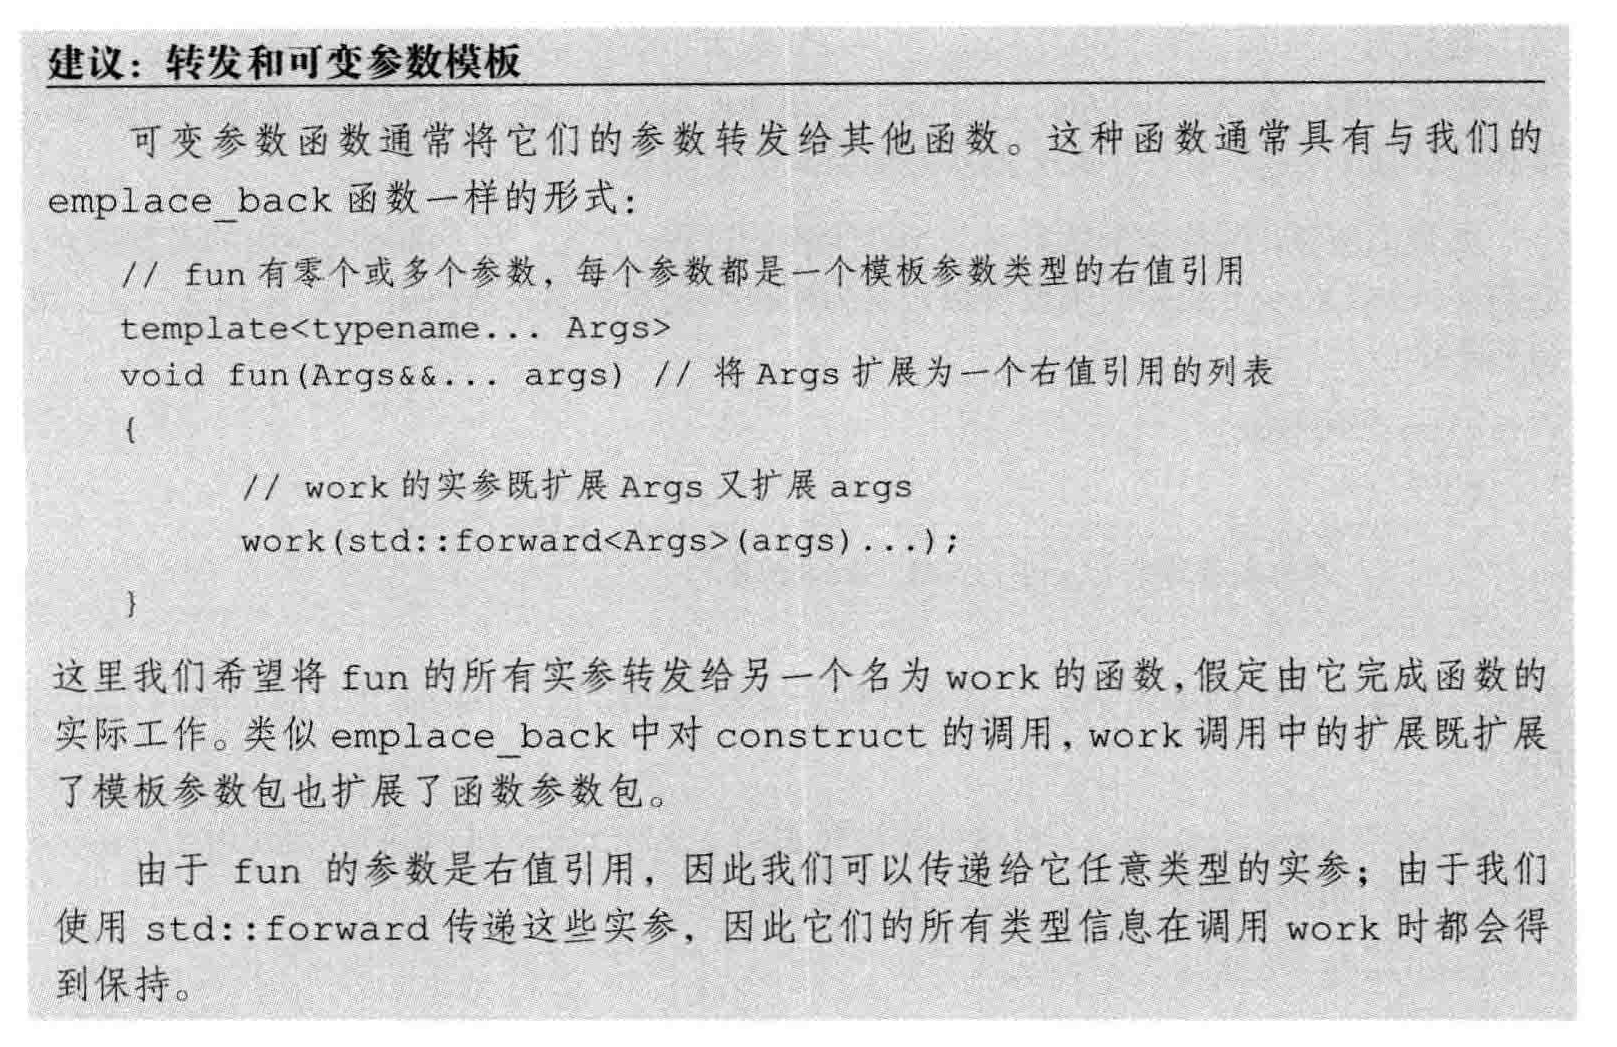 建议：转发和可变参数模板
可变参数函数通常将它们的参数转发给其他函数。这种函数通常具有与我们的
emplace_back 函数一样的形式：
// fun 有零个或多个参数，每个参数都是一个模板参数类型的右值引用
template<typename... Args>
void fun(Args&&... args) // 将 Args 扩展为一个右值引用的列表
{
// work 的实参既扩展 Args 又扩展 args
work(std::forward<Args>(args)...);
}
这里我们希望将 fun 的所有实参转发给另一个名为 work 的函数，假定由它完成函数的
实际工作。类似 emplace_back 中对 construct 的调用，work 调用中的扩展既扩展
了模板参数包也扩展了函数参数包。
由于 fun 的参数是右值引用，因此我们可以传递给它任意类型的实参；由于我们
使用 std::forward 传递这些实参，因此它们的所有类型信息在调用 work 时都会得
到保持。